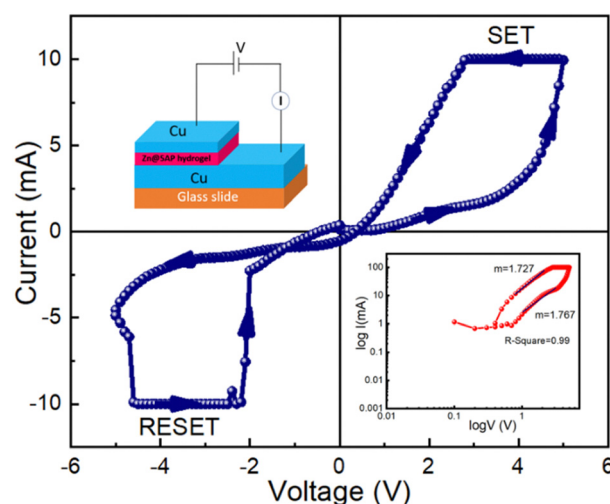 Current (mA)
10
5
0
-5
-10
-6
-4
-2
0
2
4
6
Voltage (V)
SET
RESET
V
I
Cu
Zn@SAP hydrogel
Cu
Glass slide
log I(mA)
100
10
1
0.1
0.01
0.001
0.01
0.1
1
logV (V)
m=1.727
m=1.767
R-Square=0.99